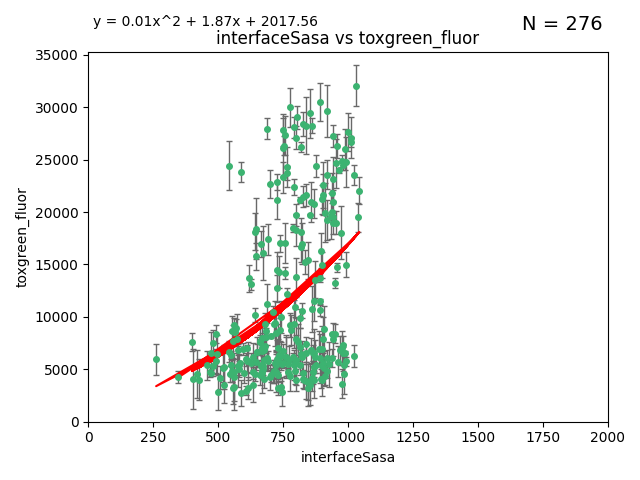 y = 0.01x^2 + 1.87x + 2017.56
N = 276
interfaceSasa vs toxgreen_fluor
35000
30000
25000
20000
15000
10000
5000
0
toxgreen_fluor
0 250 500 750 1000 1250 1500 1750 2000
interfaceSasa